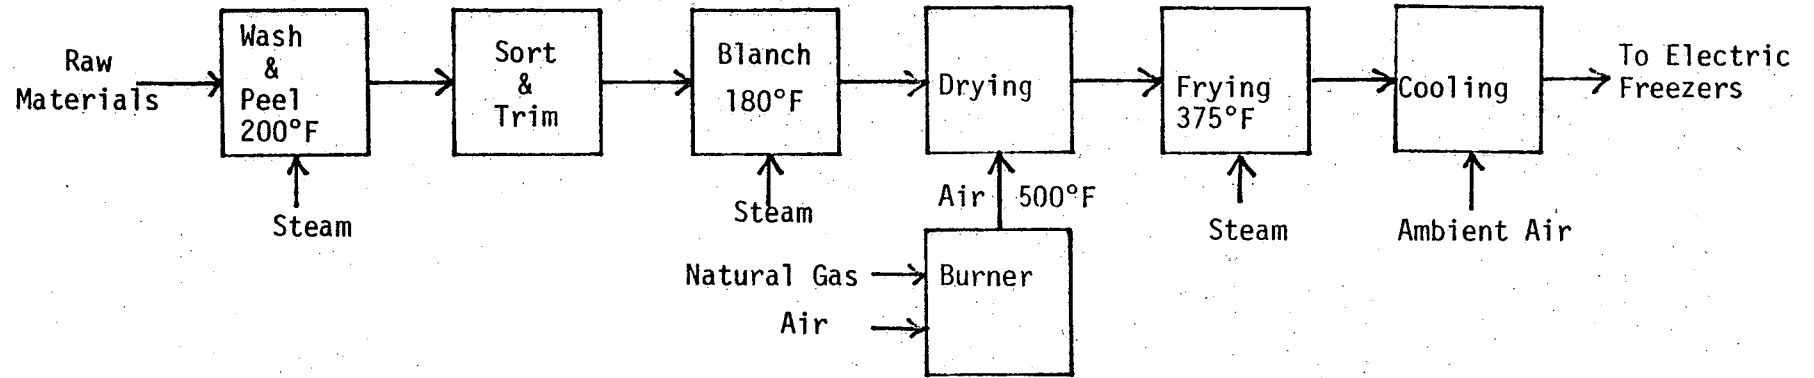 Raw
Materials
Wash
&
Peel
200°F
Steam
Sort
&
Trim
Blanch
180°F
Steam
Drying
Air 500°F
Natural Gas
Air
Burner
Frying
375°F
Steam
Cooling
Ambient Air
To Electric
Freezers